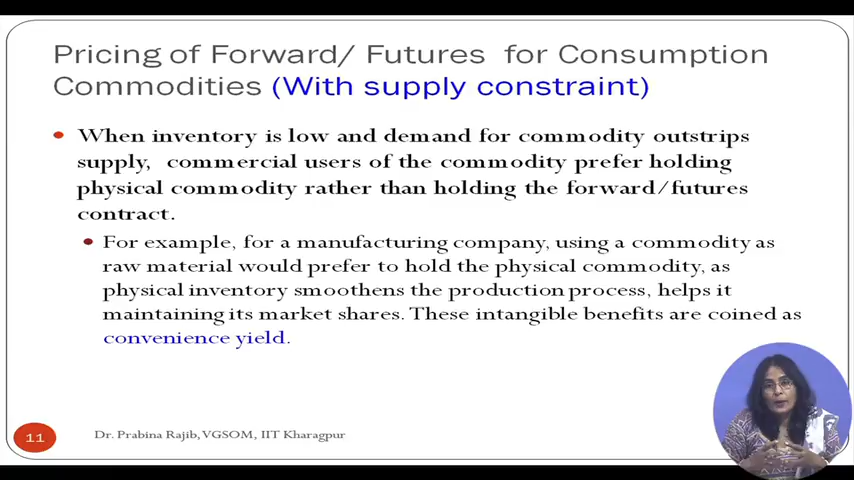 Pricing of Forward/ Futures for Consumption
Commodities (With supply constraint)
When inventory is low and demand for commodity outstrips
supply, commercial users of the commodity prefer holding
physical commodity rather than holding the forward/futures
contract.
For example, for a manufacturing company, using a commodity as
raw material would prefer to hold the physical commodity, as
physical inventory smoothens the production process, helps it
maintaining its market shares. These intangible benefits are coined as
convenience yield.
11
Dr. Prabina Rajib, VGSOM, IIT Kharagpur